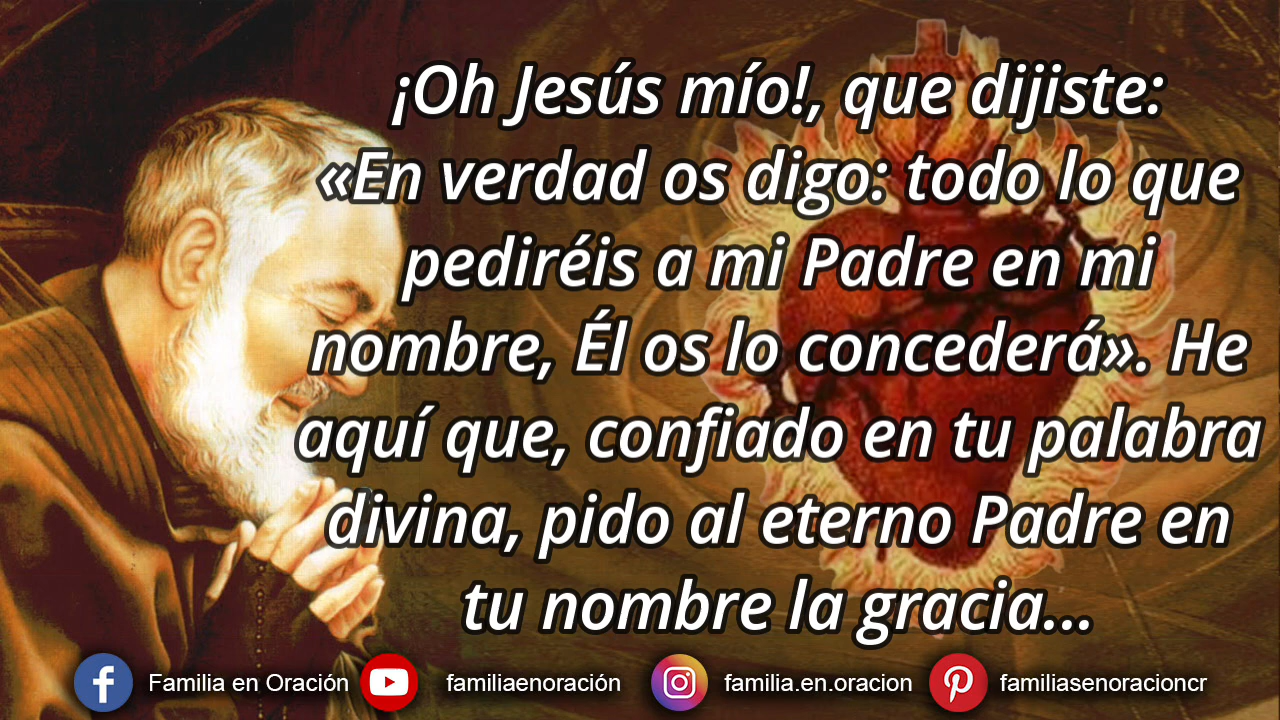 ¡Oh Jesús mío!, que dijiste:
«En verdad os digo: todo lo que
pediréis a mi Padre en mi
nombre, Él os lo concederá». He
aquí que, confiado en tu palabra
divina, pido al eterno Padre en
tu nombre la gracia...
Familia en Oración familiaenoración familia.en.oracion familiasenoracioncr